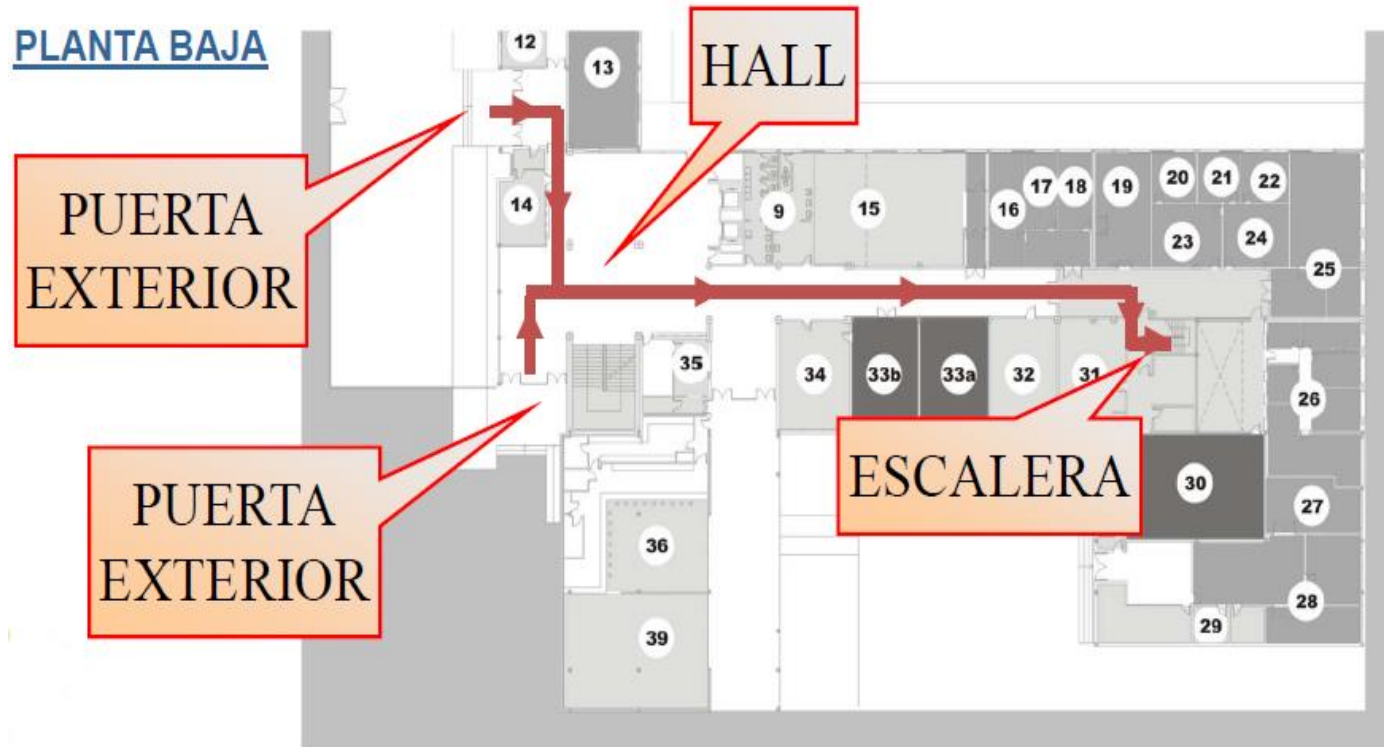 PLANTA BAJA
12
13
HALL
PUERTA
EXTERIOR
14
9
15
16
17
18
19
20
21
22
23
24
25
35
34
33b
33a
32
31
26
PUERTA
EXTERIOR
ESCALERA
30
27
36
28
29
39